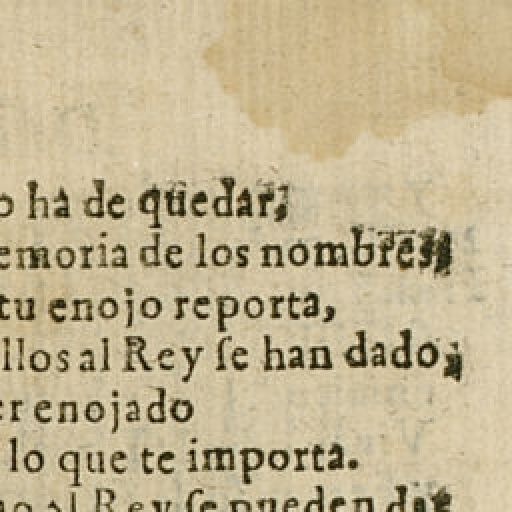 o ha de quedar,
emoria de los nombres,
tu enojo reporta,
llos al Rey ſe han dado,
er enojado
lo que te importa.
no al Rey ſe pueden dar